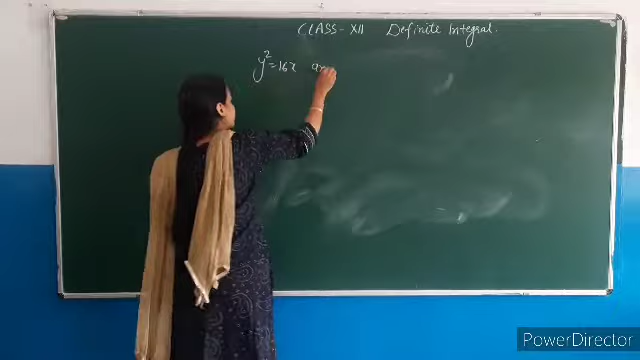 CLASS - XII Definite Integral.
y² = 16x
PowerDirector